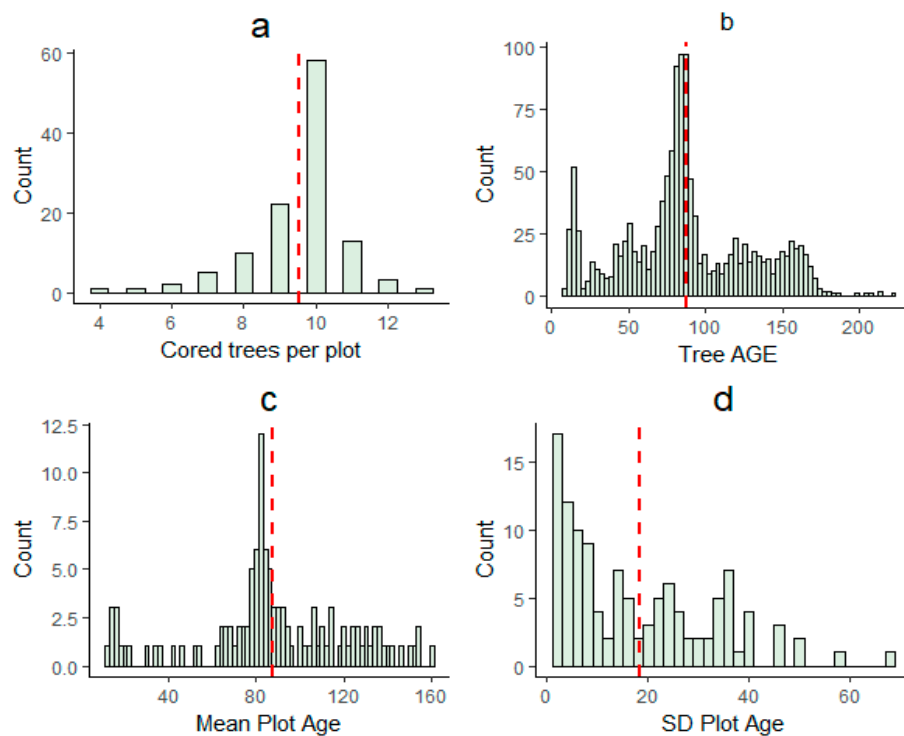 a
60
40
20
0
Count
4 6 8 10 12
Cored trees per plot
b
100
75
50
25
0
Count
0 50 100 150 200
Tree AGE
c
12.5
10.0
7.5
5.0
2.5
0.0
Count
40 80 120 160
Mean Plot Age
d
15
10
5
0
Count
0 20 40 60
SD Plot Age